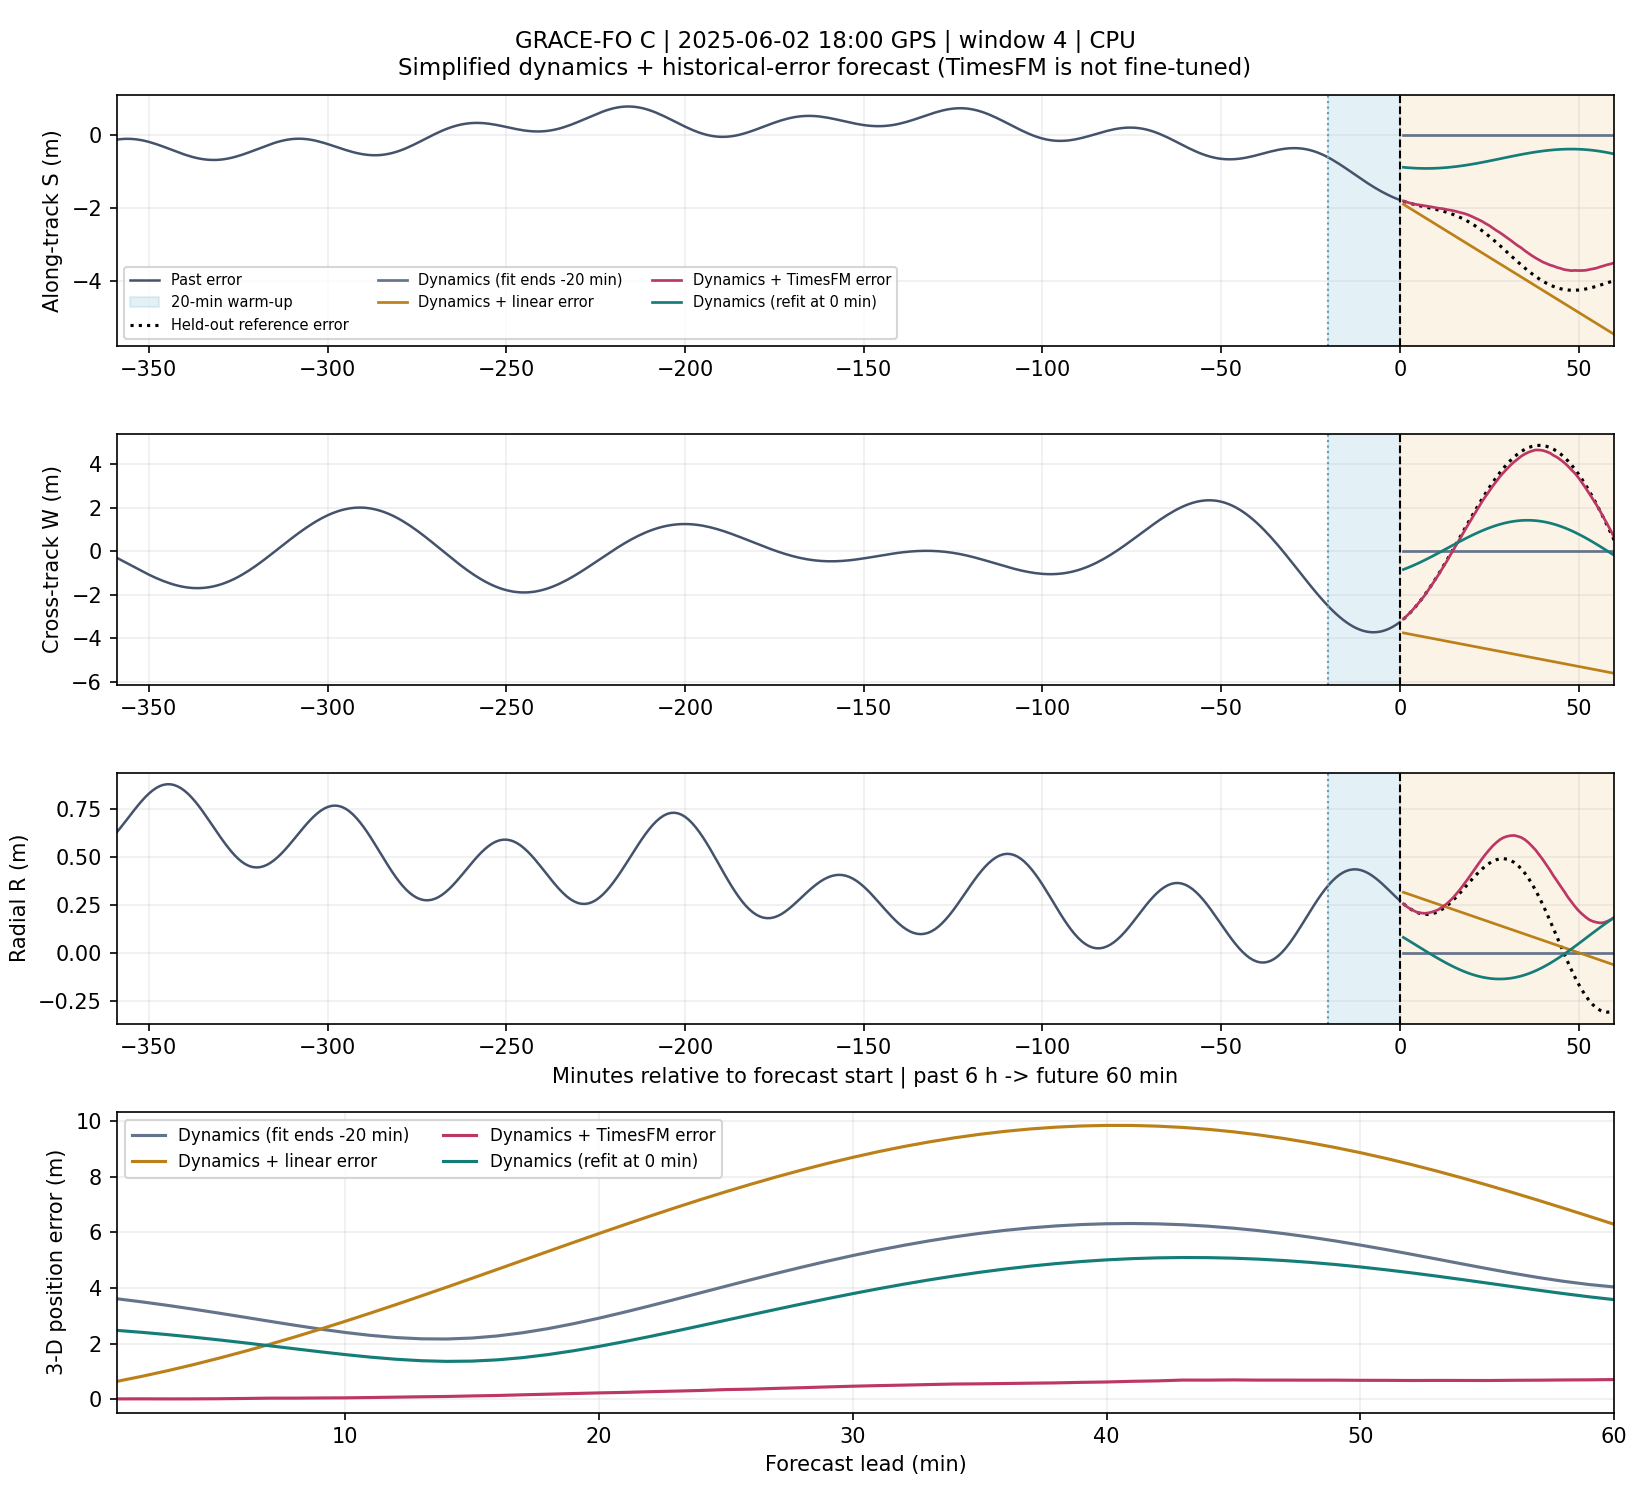 GRACE-FO C | 2025-06-02 18:00 GPS | window 4 | CPU
Simplified dynamics + historical-error forecast (TimesFM is not fine-tuned)
Along-track S (m)
0
−2
−4
Past error
20-min warm-up
Held-out reference error
Dynamics (fit ends -20 min)
Dynamics + linear error
Dynamics + TimesFM error
Dynamics (refit at 0 min)
−350 −300 −250 −200 −150 −100 −50 0 50
Cross-track W (m)
4
2
0
−2
−4
−6
−350 −300 −250 −200 −150 −100 −50 0 50
Radial R (m)
0.75
0.50
0.25
0.00
−0.25
−350 −300 −250 −200 −150 −100 −50 0 50
Minutes relative to forecast start | past 6 h -> future 60 min
3-D position error (m)
10
8
6
4
2
0
Dynamics (fit ends -20 min)
Dynamics + linear error
Dynamics + TimesFM error
Dynamics (refit at 0 min)
10 20 30 40 50 60
Forecast lead (min)